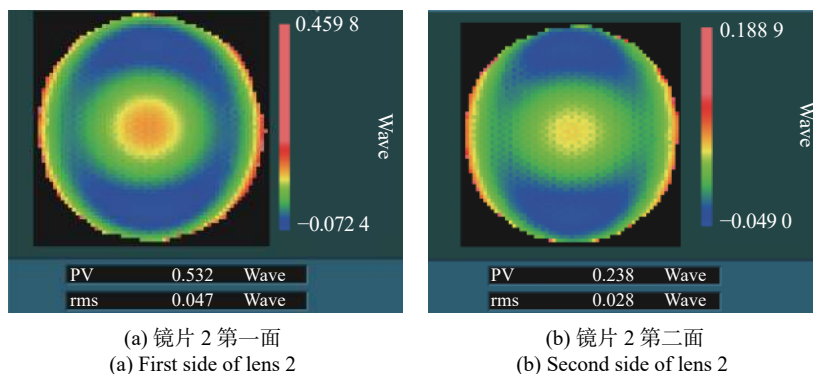 0.459 8
Wave
−0.072 4
PV 0.532 Wave
rms 0.047 Wave
(a) 镜片 2 第一面
(a) First side of lens 2
0.188 9
Wave
−0.049 0
PV 0.238 Wave
rms 0.028 Wave
(b) 镜片 2 第二面
(b) Second side of lens 2